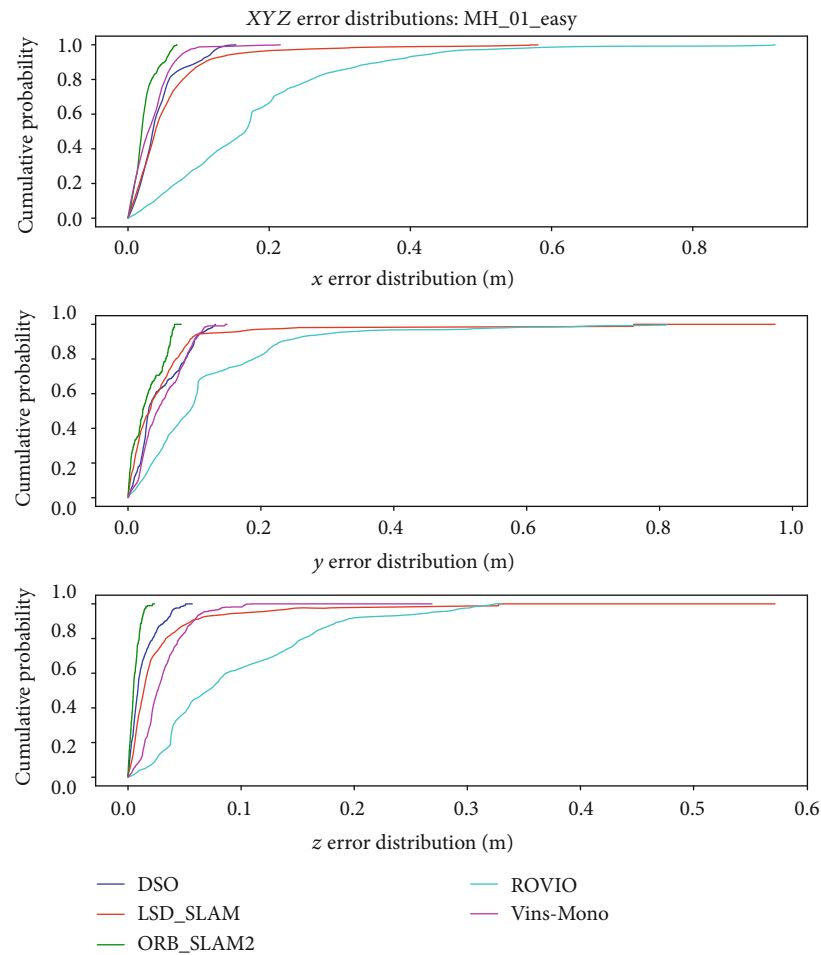 XYZ error distributions: MH_01_easy
Cumulative probability
1.0
0.8
0.6
0.4
0.2
0.0
0.0 0.2 0.4 0.6 0.8
x error distribution (m)
Cumulative probability
1.0
0.8
0.6
0.4
0.2
0.0
0.0 0.2 0.4 0.6 0.8 1.0
y error distribution (m)
Cumulative probability
1.0
0.8
0.6
0.4
0.2
0.0
0.0 0.1 0.2 0.3 0.4 0.5 0.6
z error distribution (m)
DSO
LSD_SLAM
ORB_SLAM2
ROVIO
Vins-Mono